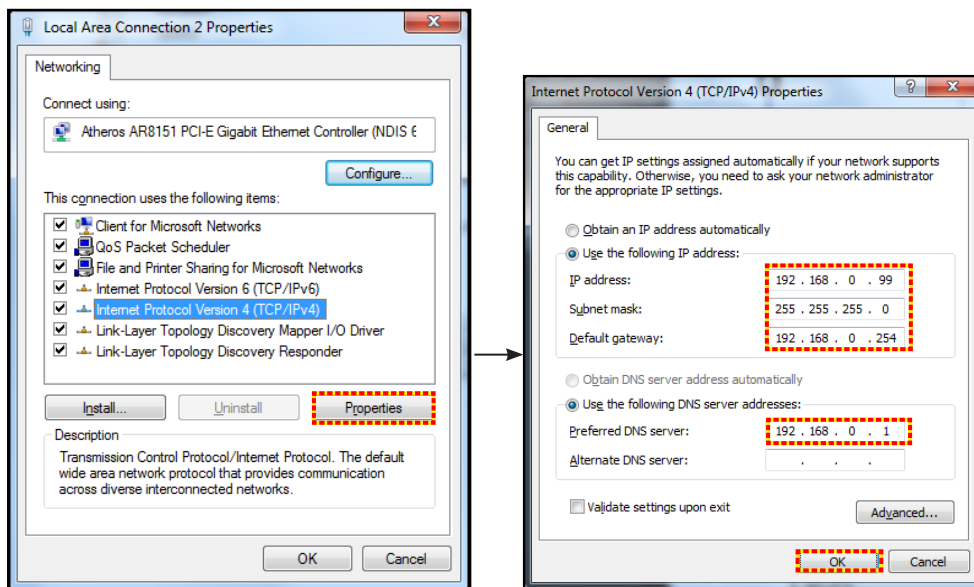 Local Area Connection 2 Properties
Networking
Connect using:
Atheros AR8151 PCI-E Gigabit Ethernet Controller (NDIS 6
Configure...
This connection uses the following items:
Client for Microsoft Networks
QoS Packet Scheduler
File and Printer Sharing for Microsoft Networks
Internet Protocol Version 6 (TCP/IPv6)
Internet Protocol Version 4 (TCP/IPv4)
Link-Layer Topology Discovery Mapper I/O Driver
Link-Layer Topology Discovery Responder
Install...
Uninstall
Properties
Description
Transmission Control Protocol/Internet Protocol. The default
wide area network protocol that provides communication
across diverse interconnected networks.
OK
Cancel
Internet Protocol Version 4 (TCP/IPv4) Properties
General
You can get IP settings assigned automatically if your network supports
this capability. Otherwise, you need to ask your network administrator
for the appropriate IP settings.
Obtain an IP address automatically
Use the following IP address:
IP address: 192 . 168 . 0 . 99
Subnet mask: 255 . 255 . 255 . 0
Default gateway: 192 . 168 . 0 . 254
Obtain DNS server address automatically
Use the following DNS server addresses:
Preferred DNS server: 192 . 168 . 0 . 1
Alternate DNS server: . . .
Validate settings upon exit
Advanced...
OK
Cancel